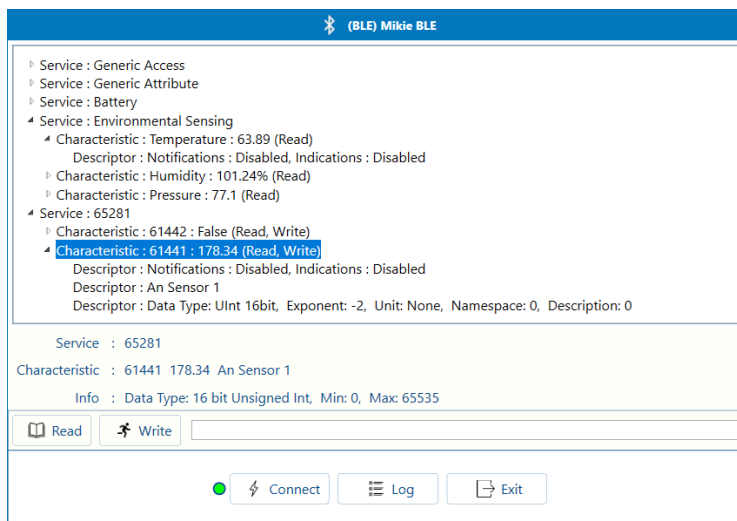 (BLE) Mikie BLE
Service : Generic Access
Service : Generic Attribute
Service : Battery
Service : Environmental Sensing
Characteristic : Temperature : 63.89 (Read)
Descriptor : Notifications : Disabled, Indications : Disabled
Characteristic : Humidity : 101.24% (Read)
Characteristic : Pressure : 77.1 (Read)
Service : 65281
Characteristic : 61442 : False (Read, Write)
Characteristic : 61441 : 178.34 (Read, Write)
Descriptor : Notifications : Disabled, Indications : Disabled
Descriptor : An Sensor 1
Descriptor : Data Type: UInt 16bit, Exponent: -2, Unit: None, Namespace: 0, Description: 0
Service : 65281
Characteristic : 61441 178.34 An Sensor 1
Info : Data Type: 16 bit Unsigned Int, Min: 0, Max: 65535
Read Write
Connect Log Exit